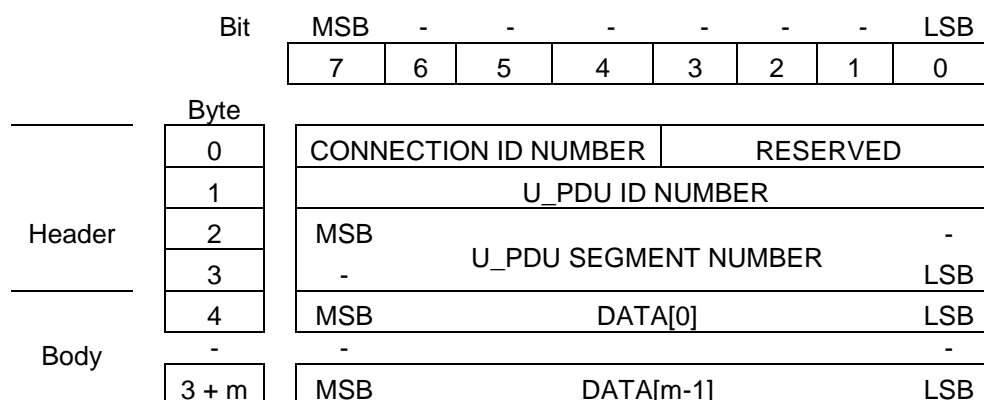 Bit MSB - - - - - - LSB
7 6 5 4 3 2 1 0
Byte
0 CONNECTION ID NUMBER RESERVED
1 U_PDU ID NUMBER
Header 2 MSB -
U_PDU SEGMENT NUMBER
3 - LSB
4 MSB DATA[0] LSB
Body - - -
3 + m MSB DATA[m-1] LSB